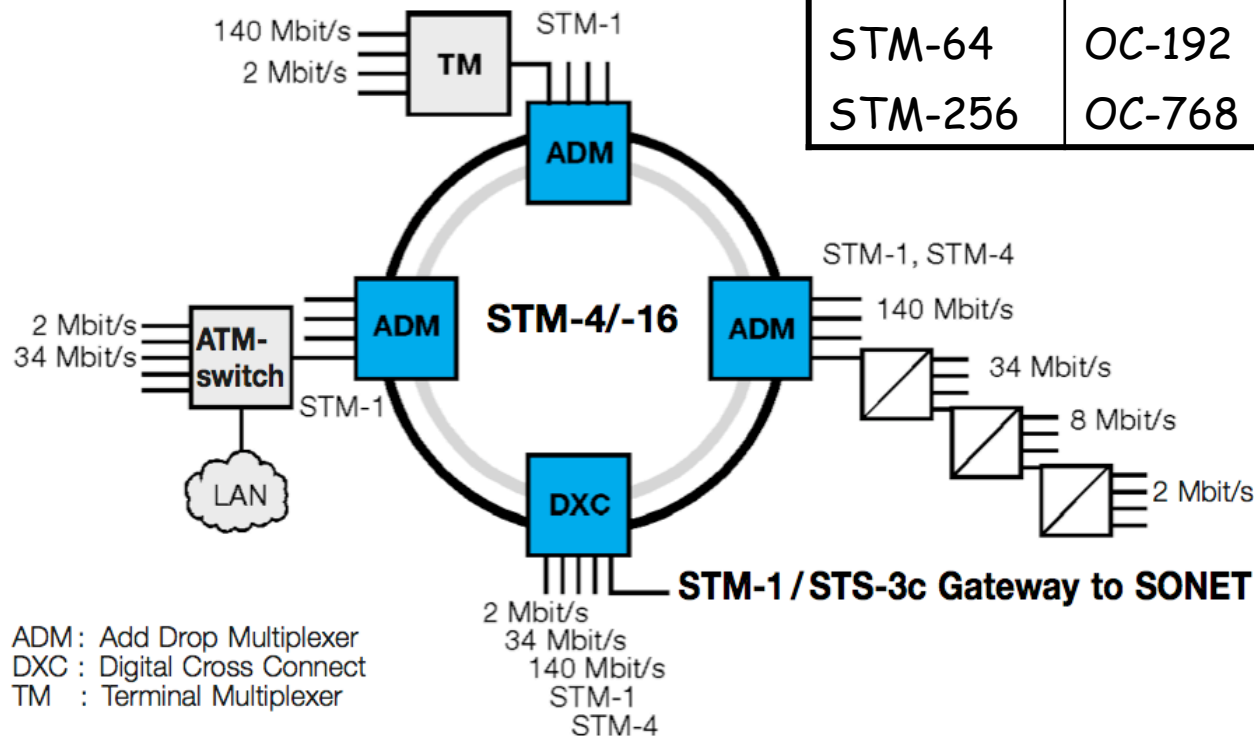 140 Mbit/s
2 Mbit/s
TM
STM-1
STM-64 OC-192
STM-256 OC-768
ADM
STM-1, STM-4
140 Mbit/s
2 Mbit/s
34 Mbit/s
ATM-
switch
STM-1
ADM
STM-4/-16
ADM
34 Mbit/s
8 Mbit/s
2 Mbit/s
LAN
DXC
STM-1 / STS-3c Gateway to SONET
2 Mbit/s
34 Mbit/s
140 Mbit/s
STM-1
STM-4
ADM : Add Drop Multiplexer
DXC : Digital Cross Connect
TM : Terminal Multiplexer